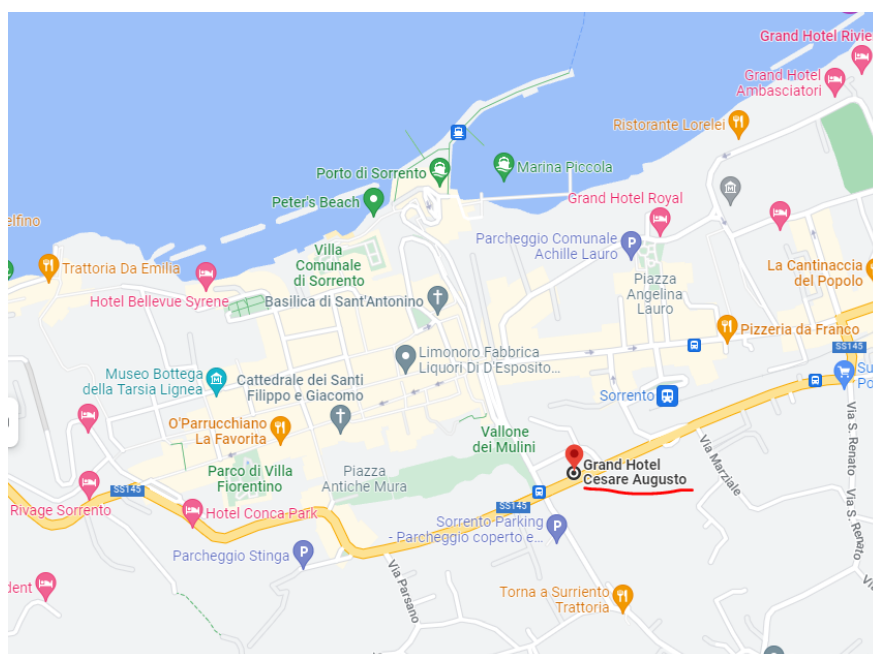 Grand Hotel Rivie
Grand Hotel
Ambasciatori
Ristorante Lorelei
Porto di Sorrento
Marina Piccola
Peter's Beach
Grand Hotel Royal
elfino
Parcheggio Comunale
Achille Lauro
Villa
Comunale
di Sorrento
Trattoria Da Emilia
La Cantinaccia
del Popolo
Piazza
Angelina
Lauro
Hotel Bellevue Syrene
Basilica di Sant'Antonino
Pizzeria da Franco
SS145
Limonoro Fabbrica
Liquori Di D'Esposito...
Museo Bottega
della Tarsia Lignea
Cattedrale dei Santi
Filippo e Giacomo
Su
Po
Sorrento
O'Parrucchiano
La Favorita
Vallone
dei Mulini
Via S. Renato
Via Marziale
Grand Hotel
Cesare Augusto
Parco di Villa
Fiorentino
Piazza
Antiche Mura
SS145
SS145
Rivage Sorrento
Hotel Conca Park
Via S. Renato
Sorrento Parking
- Parcheggio coperto e...
Parcheggio Stinga
Via Parsano
Via
dent
Torna a Surriento
Trattoria